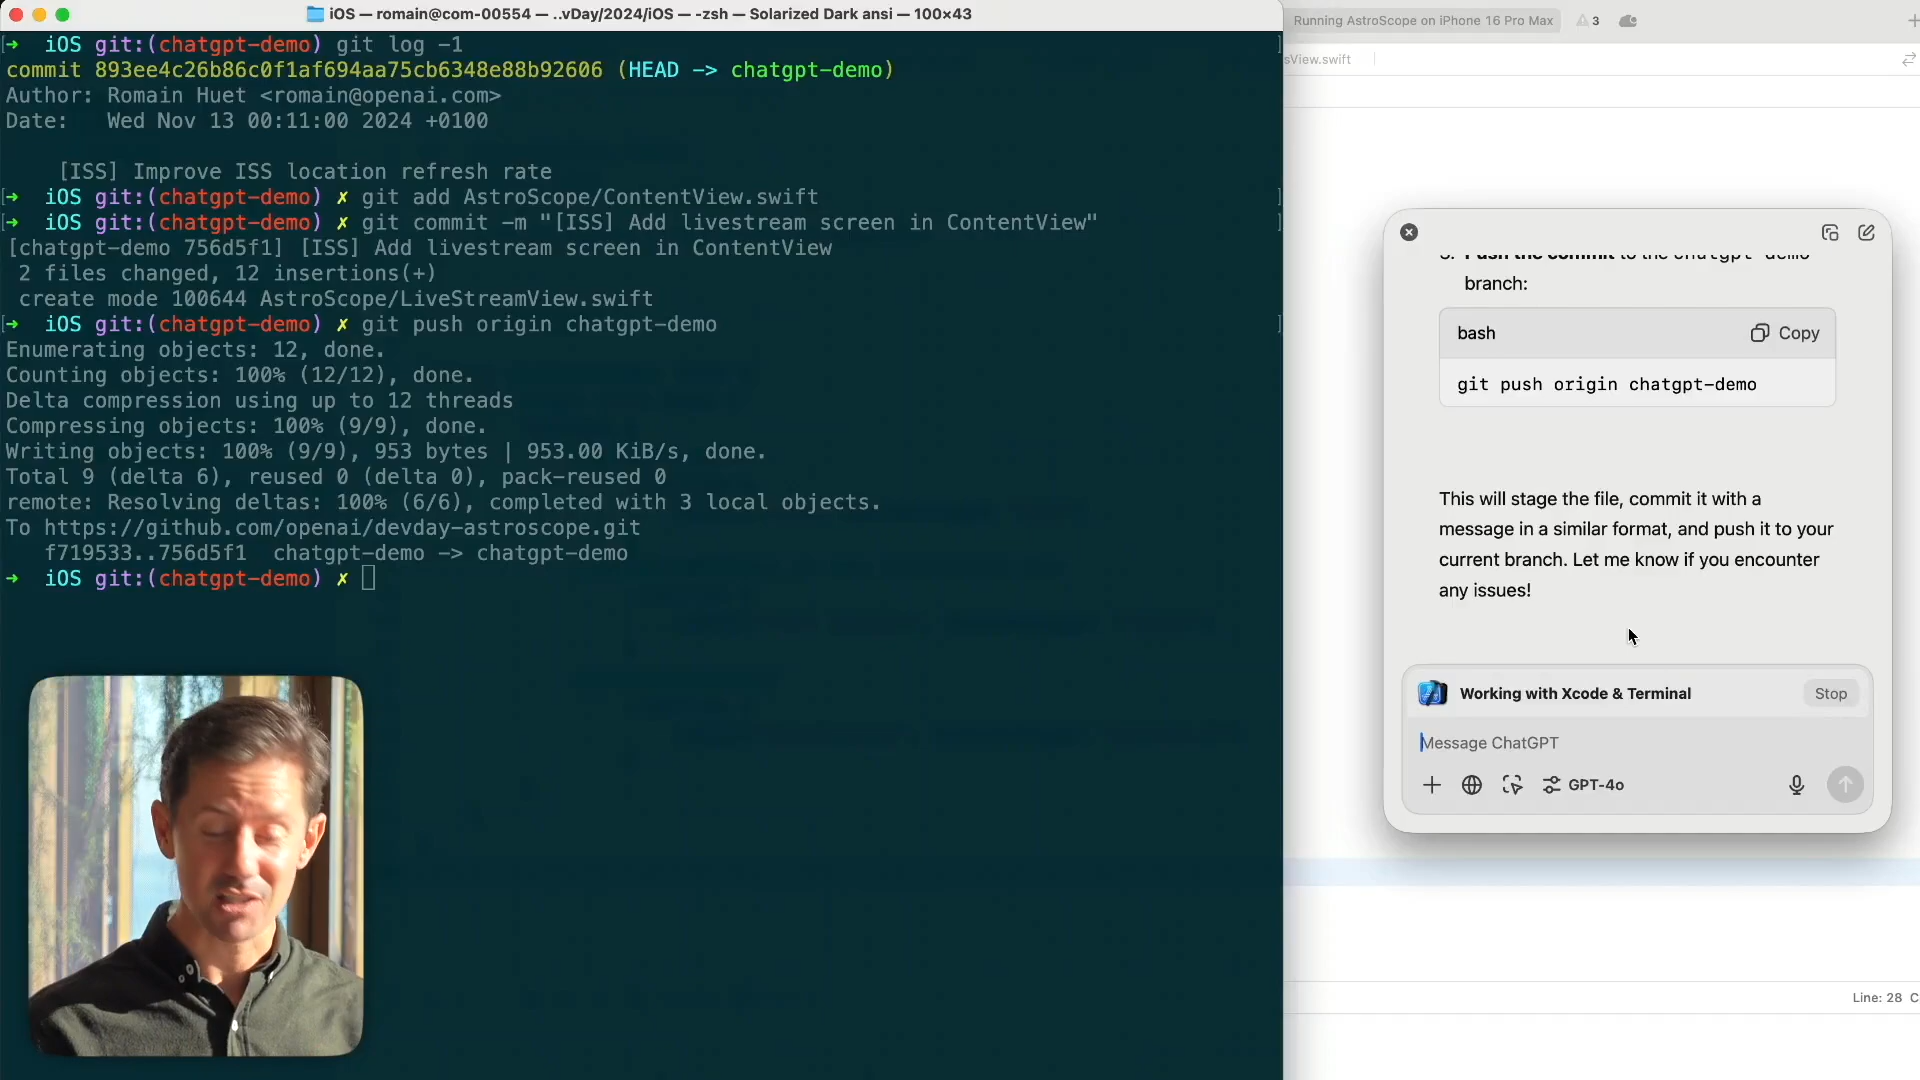 iOS — romain@com-00554 — ..vDay/2024/iOS — -zsh — Solarized Dark ansi — 100×43
[➜  iOS git:(chatgpt-demo) git log -1 ]
commit 893ee4c26b86c0f1af694aa75cb6348e88b92606 (HEAD -> chatgpt-demo)
Author: Romain Huet <romain@openai.com>
Date:   Wed Nov 13 00:11:00 2024 +0100
[ISS] Improve ISS location refresh rate
[➜  iOS git:(chatgpt-demo) ✗ git add AstroScope/ContentView.swift ]
[➜  iOS git:(chatgpt-demo) ✗ git commit -m "[ISS] Add livestream screen in ContentView" ]
[chatgpt-demo 756d5f1] [ISS] Add livestream screen in ContentView
2 files changed, 12 insertions(+)
create mode 100644 AstroScope/LiveStreamView.swift
[➜  iOS git:(chatgpt-demo) ✗ git push origin chatgpt-demo ]
Enumerating objects: 12, done.
Counting objects: 100% (12/12), done.
Delta compression using up to 12 threads
Compressing objects: 100% (9/9), done.
Writing objects: 100% (9/9), 953 bytes | 953.00 KiB/s, done.
Total 9 (delta 6), reused 0 (delta 0), pack-reused 0
remote: Resolving deltas: 100% (6/6), completed with 3 local objects.
To https://github.com/openai/devday-astroscope.git
f719533..756d5f1  chatgpt-demo -> chatgpt-demo
➜  iOS git:(chatgpt-demo) ✗
Running AstroScope on iPhone 16 Pro Max
3
sView.swift
3. Push the commit to the chatgpt-demo
branch:
bash
Copy
git push origin chatgpt-demo
This will stage the file, commit it with a
message in a similar format, and push it to your
current branch. Let me know if you encounter
any issues!
Working with Xcode & Terminal
Stop
Message ChatGPT
GPT-4o
Line: 28 C